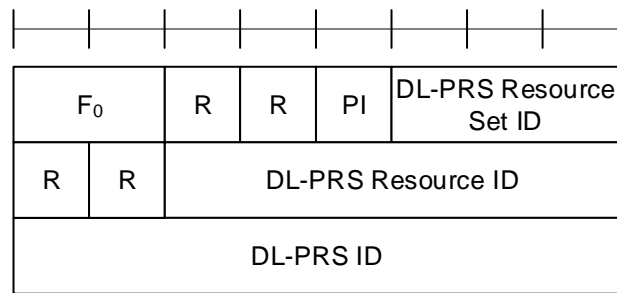 F₀ R R PI DL-PRS Resource
Set ID
R R DL-PRS Resource ID
DL-PRS ID